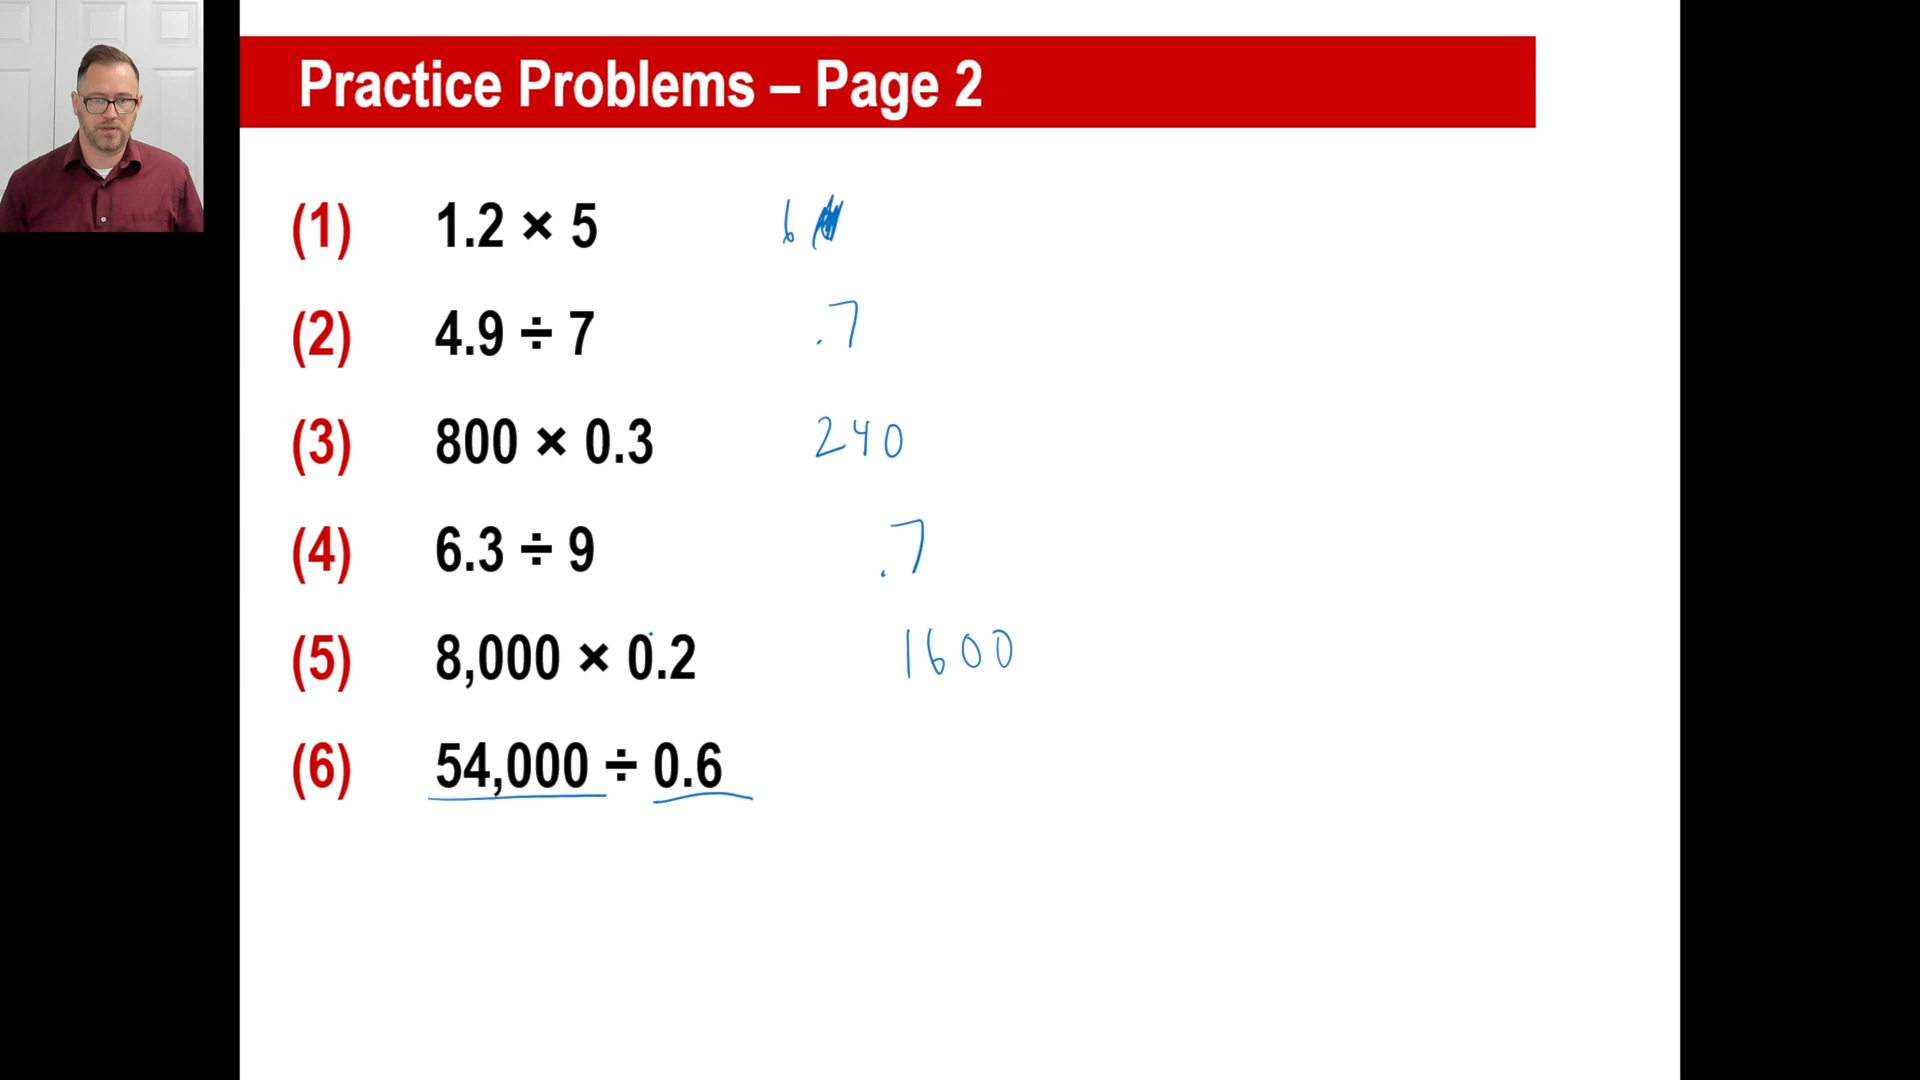 Practice Problems – Page 2
(1) 1.2 × 5 6
(2) 4.9 ÷ 7 .7
(3) 800 × 0.3 240
(4) 6.3 ÷ 9 .7
(5) 8,000 × 0.2 1600
(6) 54,000 ÷ 0.6